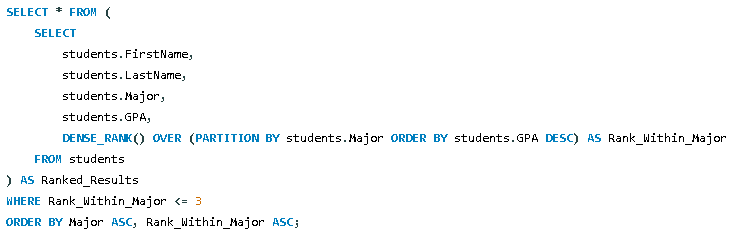 SELECT * FROM (
SELECT
students.FirstName,
students.LastName,
students.Major,
students.GPA,
DENSE_RANK() OVER (PARTITION BY students.Major ORDER BY students.GPA DESC) AS Rank_Within_Major
FROM students
) AS Ranked_Results
WHERE Rank_Within_Major <= 3
ORDER BY Major ASC, Rank_Within_Major ASC;